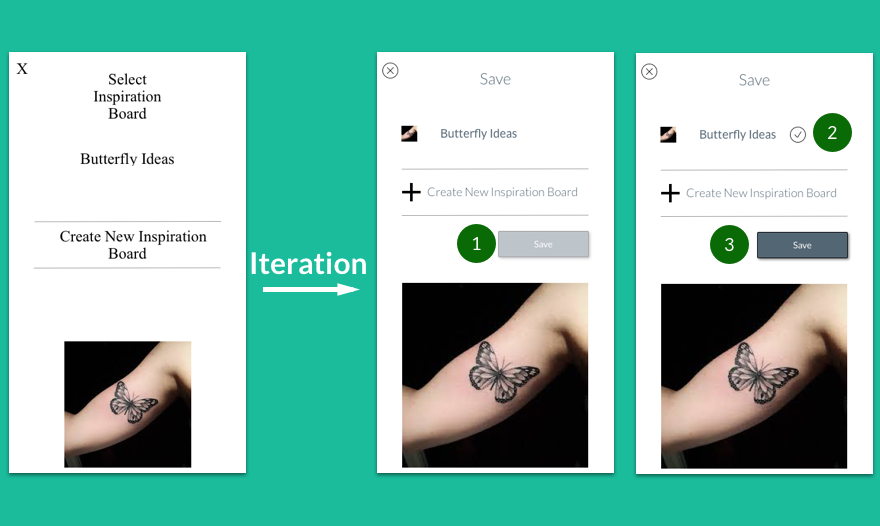 X
Select
Inspiration
Board
Butterfly Ideas
Create New Inspiration
Board
Iteration
Save
Butterfly Ideas
Create New Inspiration Board
1
Save
Save
Butterfly Ideas
2
Create New Inspiration Board
3
Save